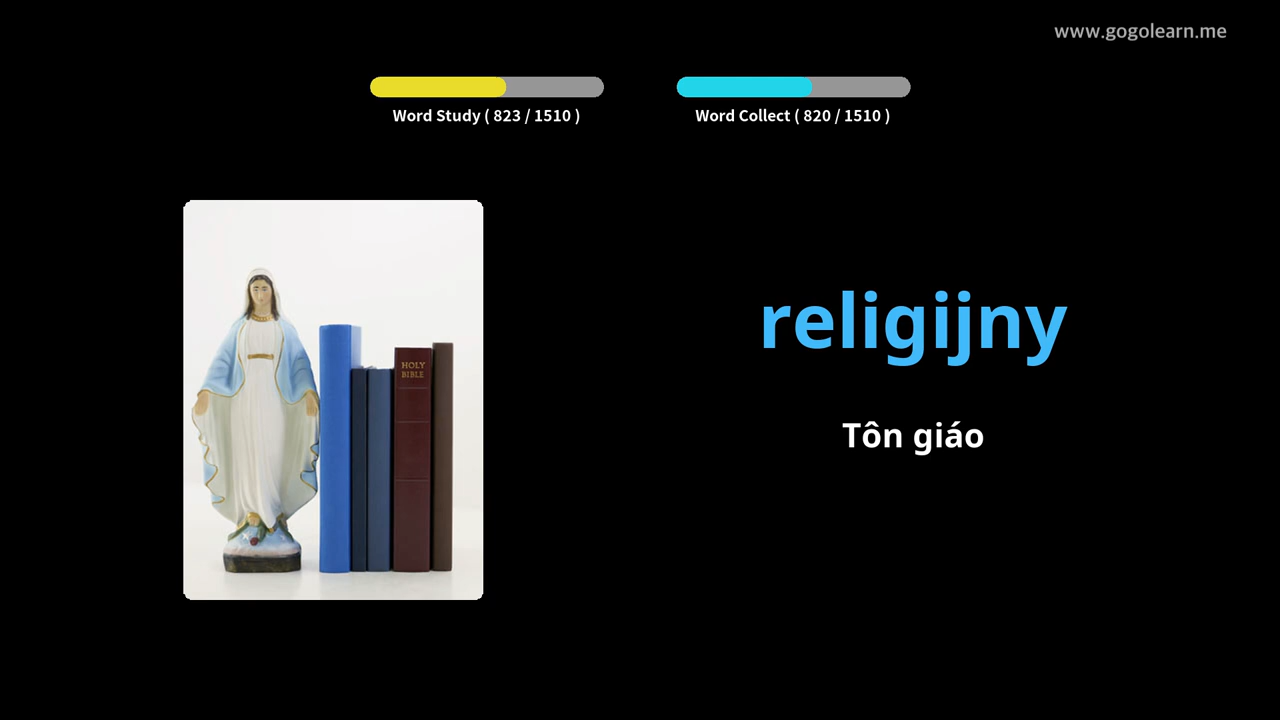 www.gogolearn.me
Word Study ( 823 / 1510 )
Word Collect ( 820 / 1510 )
HOLY
BIBLE
religijny
Tôn giáo